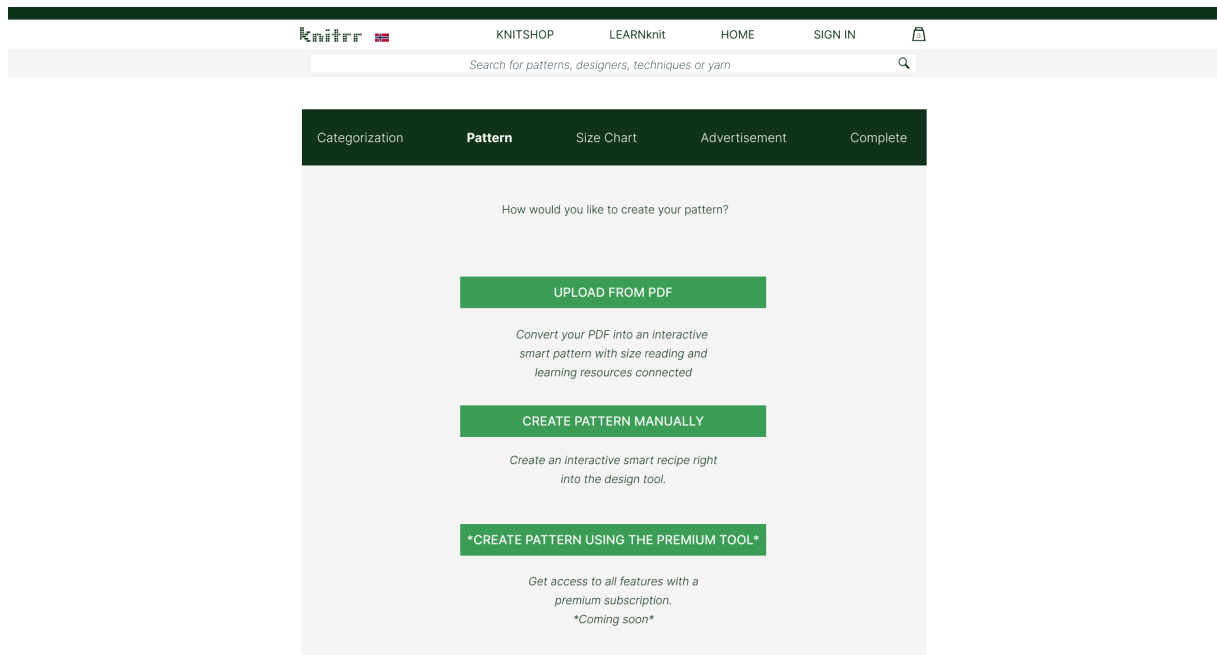 knitrr
KNITSHOP LEARNknit HOME SIGN IN 3
Search for patterns, designers, techniques or yarn
Categorization Pattern Size Chart Advertisement Complete
How would you like to create your pattern?
UPLOAD FROM PDF
Convert your PDF into an interactive
smart pattern with size reading and
learning resources connected
CREATE PATTERN MANUALLY
Create an interactive smart recipe right
into the design tool.
*CREATE PATTERN USING THE PREMIUM TOOL*
Get access to all features with a
premium subscription.
*Coming soon*